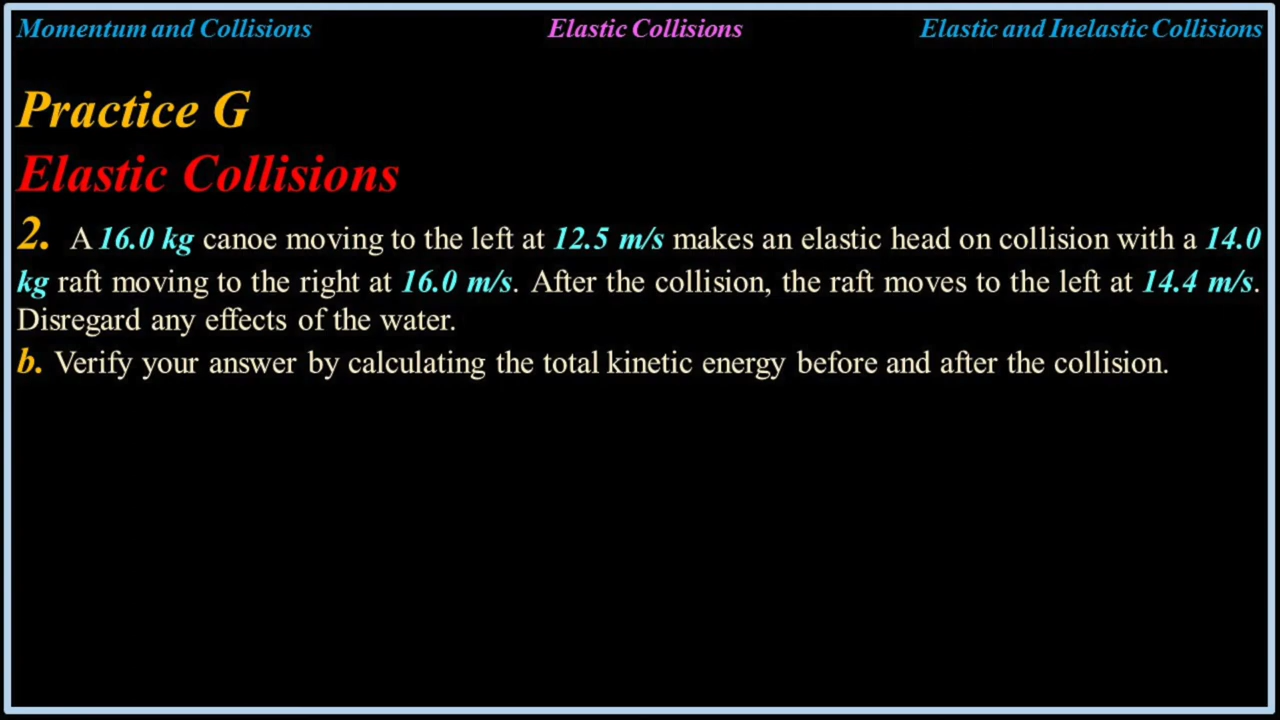 Momentum and Collisions Elastic Collisions Elastic and Inelastic Collisions
Practice G
Elastic Collisions
2. A 16.0 kg canoe moving to the left at 12.5 m/s makes an elastic head on collision with a 14.0
kg raft moving to the right at 16.0 m/s. After the collision, the raft moves to the left at 14.4 m/s.
Disregard any effects of the water.
b. Verify your answer by calculating the total kinetic energy before and after the collision.